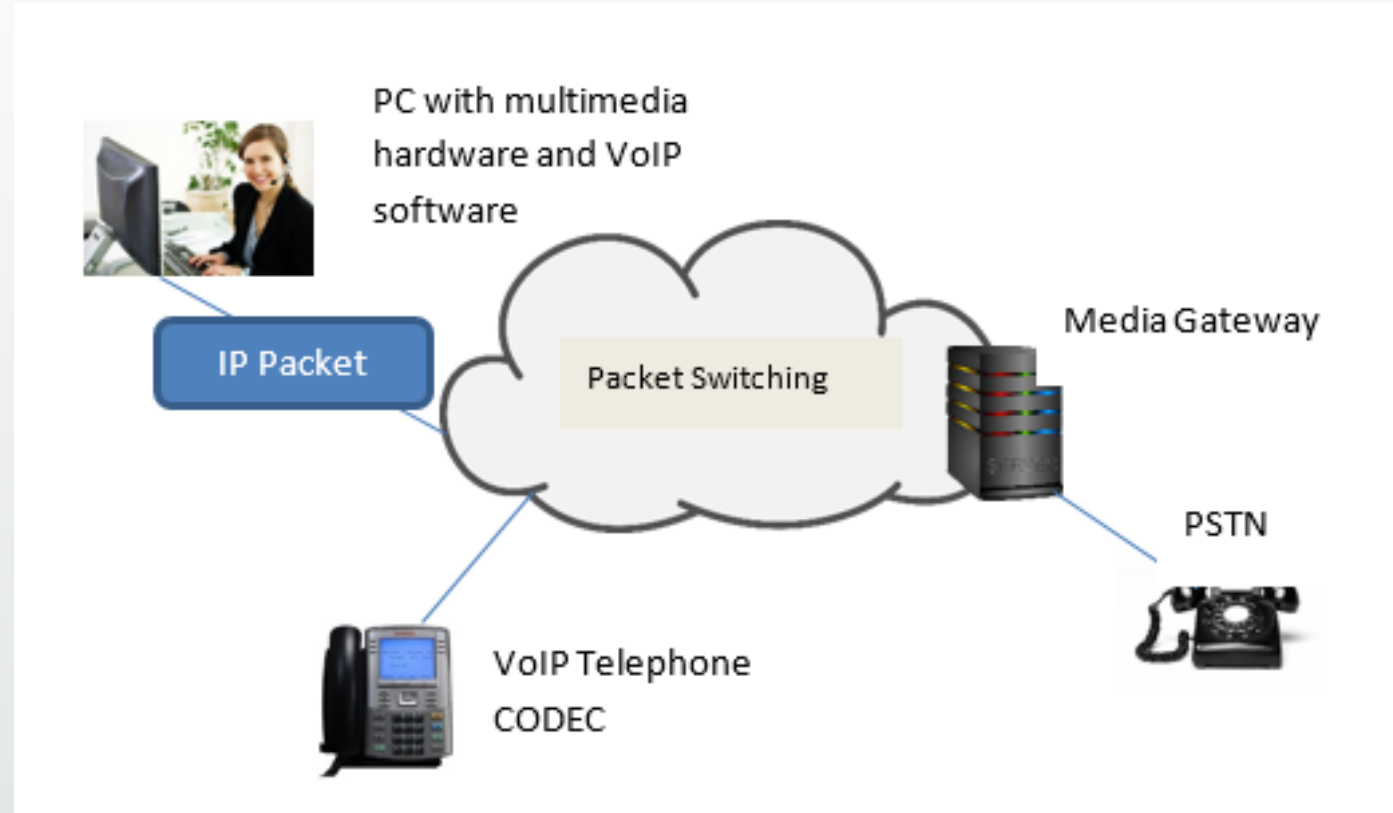 PC with multimedia
hardware and VoIP
software
IP Packet
Packet Switching
Media Gateway
PSTN
VoIP Telephone
CODEC